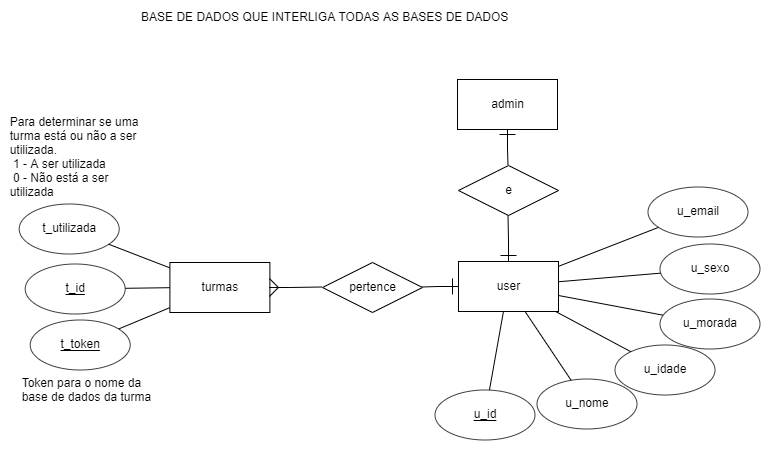 BASE DE DADOS QUE INTERLIGA TODAS AS BASES DE DADOS
admin
Para determinar se uma
turma está ou não a ser
utilizada.
1 - A ser utilizada
0 - Não está a ser
utilizada
e
t_utilizada
u_email
u_sexo
t_id
turmas
pertence
user
u_morada
t_token
u_idade
Token para o nome da
base de dados da turma
u_nome
u_id